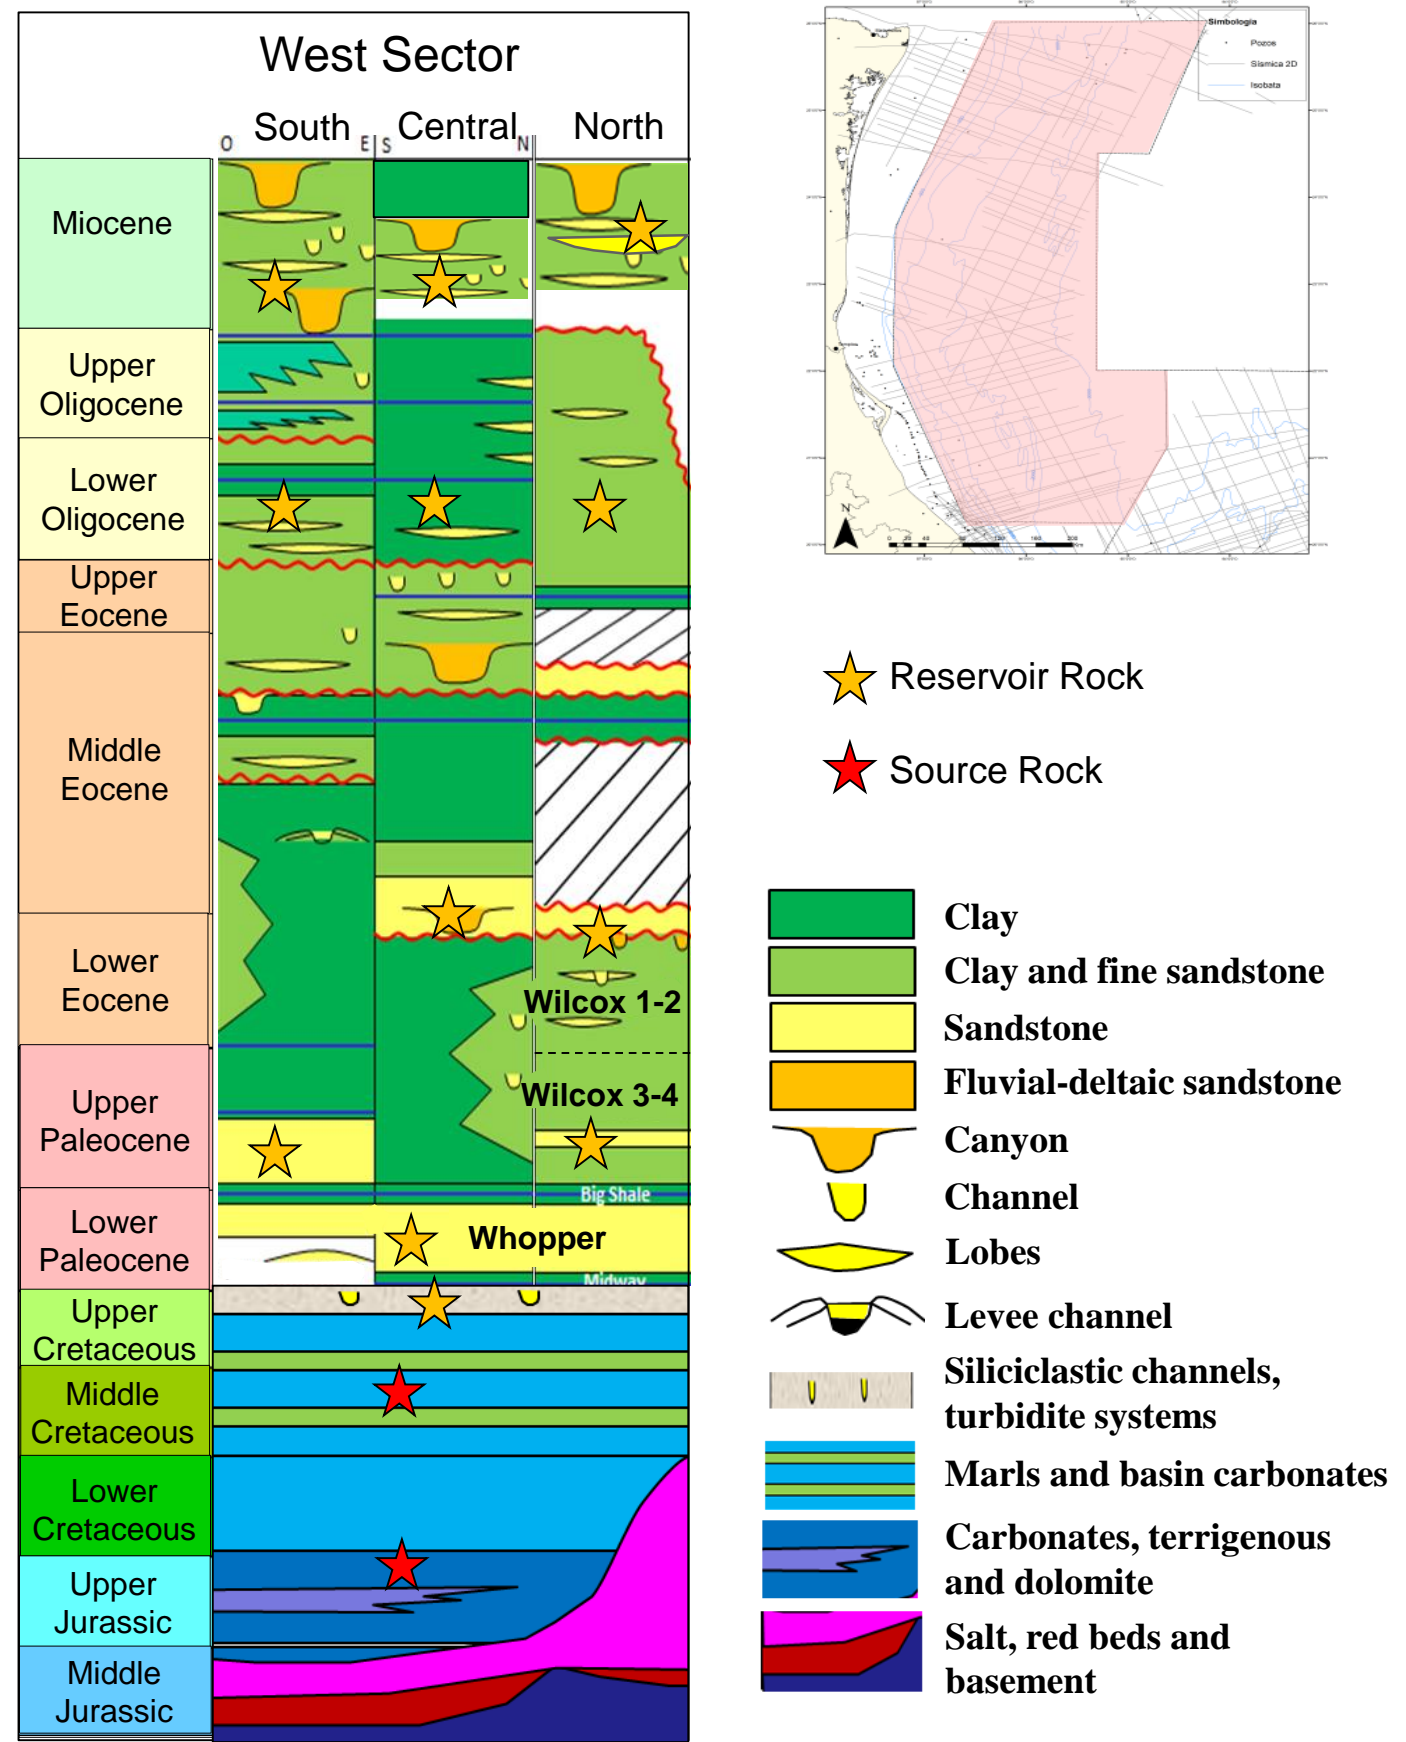 West Sector
South
Central
North
O
E
S
N
Miocene
Upper
Oligocene
Lower
Oligocene
Upper
Eocene
Middle
Eocene
Lower
Eocene
Upper
Paleocene
Lower
Paleocene
Upper
Cretaceous
Middle
Cretaceous
Lower
Cretaceous
Upper
Jurassic
Middle
Jurassic
Wilcox 1-2
Wilcox 3-4
Big Shale
Whopper
Midway
Simbología
Pozos
Sísmica 2D
Isobata
N
Reservoir Rock
Source Rock
Clay
Clay and fine sandstone
Sandstone
Fluvial-deltaic sandstone
Canyon
Channel
Lobes
Levee channel
Siliciclastic channels,
turbidite systems
Marls and basin carbonates
Carbonates, terrigenous
and dolomite
Salt, red beds and
basement